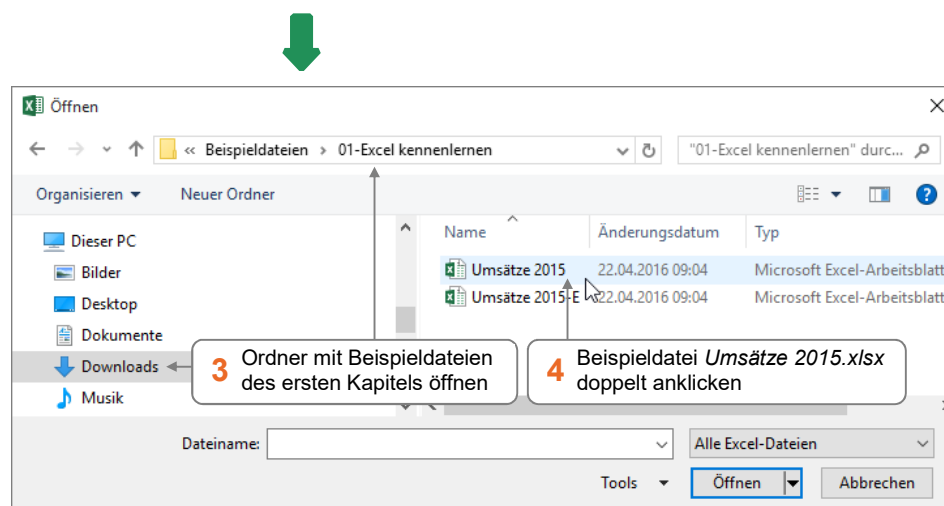 Öffnen
« Beispieldateien › 01-Excel kennenlernen
"01-Excel kennenlernen" durc...
Organisieren
Neuer Ordner
Name
Änderungsdatum
Typ
Dieser PC
Bilder
Desktop
Dokumente
Downloads
Musik
Umsätze 2015 22.04.2016 09:04 Microsoft Excel-Arbeitsblatt
Umsätze 2015-E 22.04.2016 09:04 Microsoft Excel-Arbeitsblatt
3 Ordner mit Beispieldateien
des ersten Kapitels öffnen
4 Beispieldatei Umsätze 2015.xlsx
doppelt anklicken
Dateiname:
Alle Excel-Dateien
Tools
Öffnen
Abbrechen